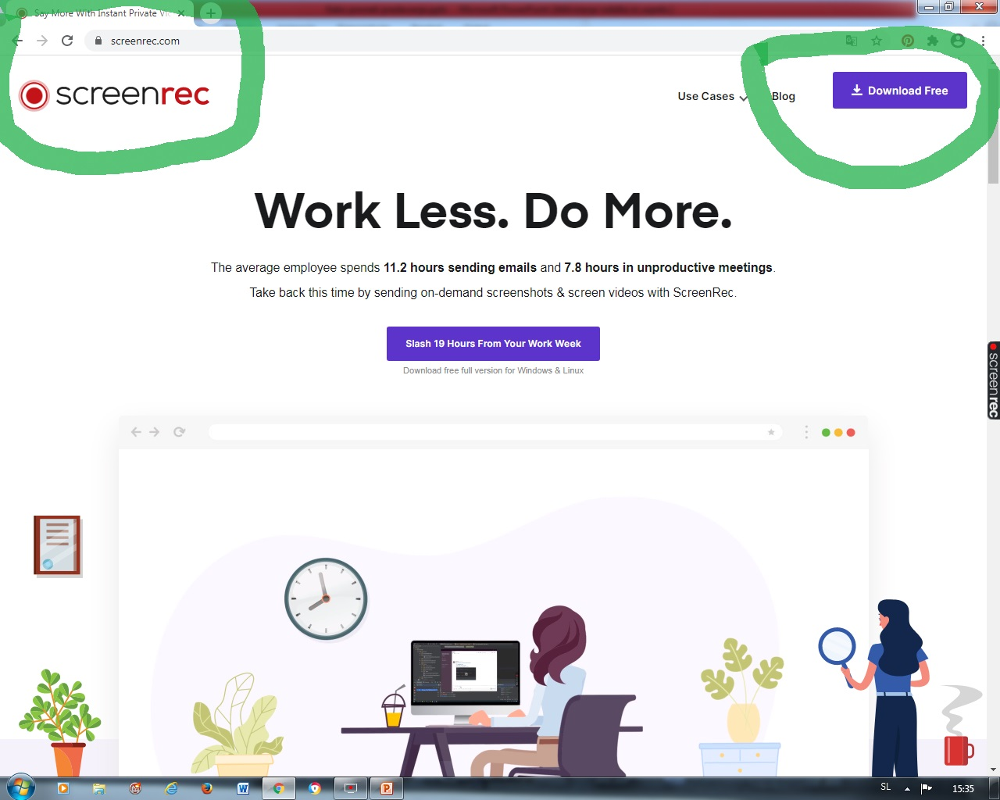 Say More With Instant Private Vi
screenrec.com
screenrec
Use Cases
Blog
Download Free
Work Less. Do More.
The average employee spends 11.2 hours sending emails and 7.8 hours in unproductive meetings.
Take back this time by sending on-demand screenshots & screen videos with ScreenRec.
Slash 19 Hours From Your Work Week
Download free full version for Windows & Linux
screenrec
SL
15:35